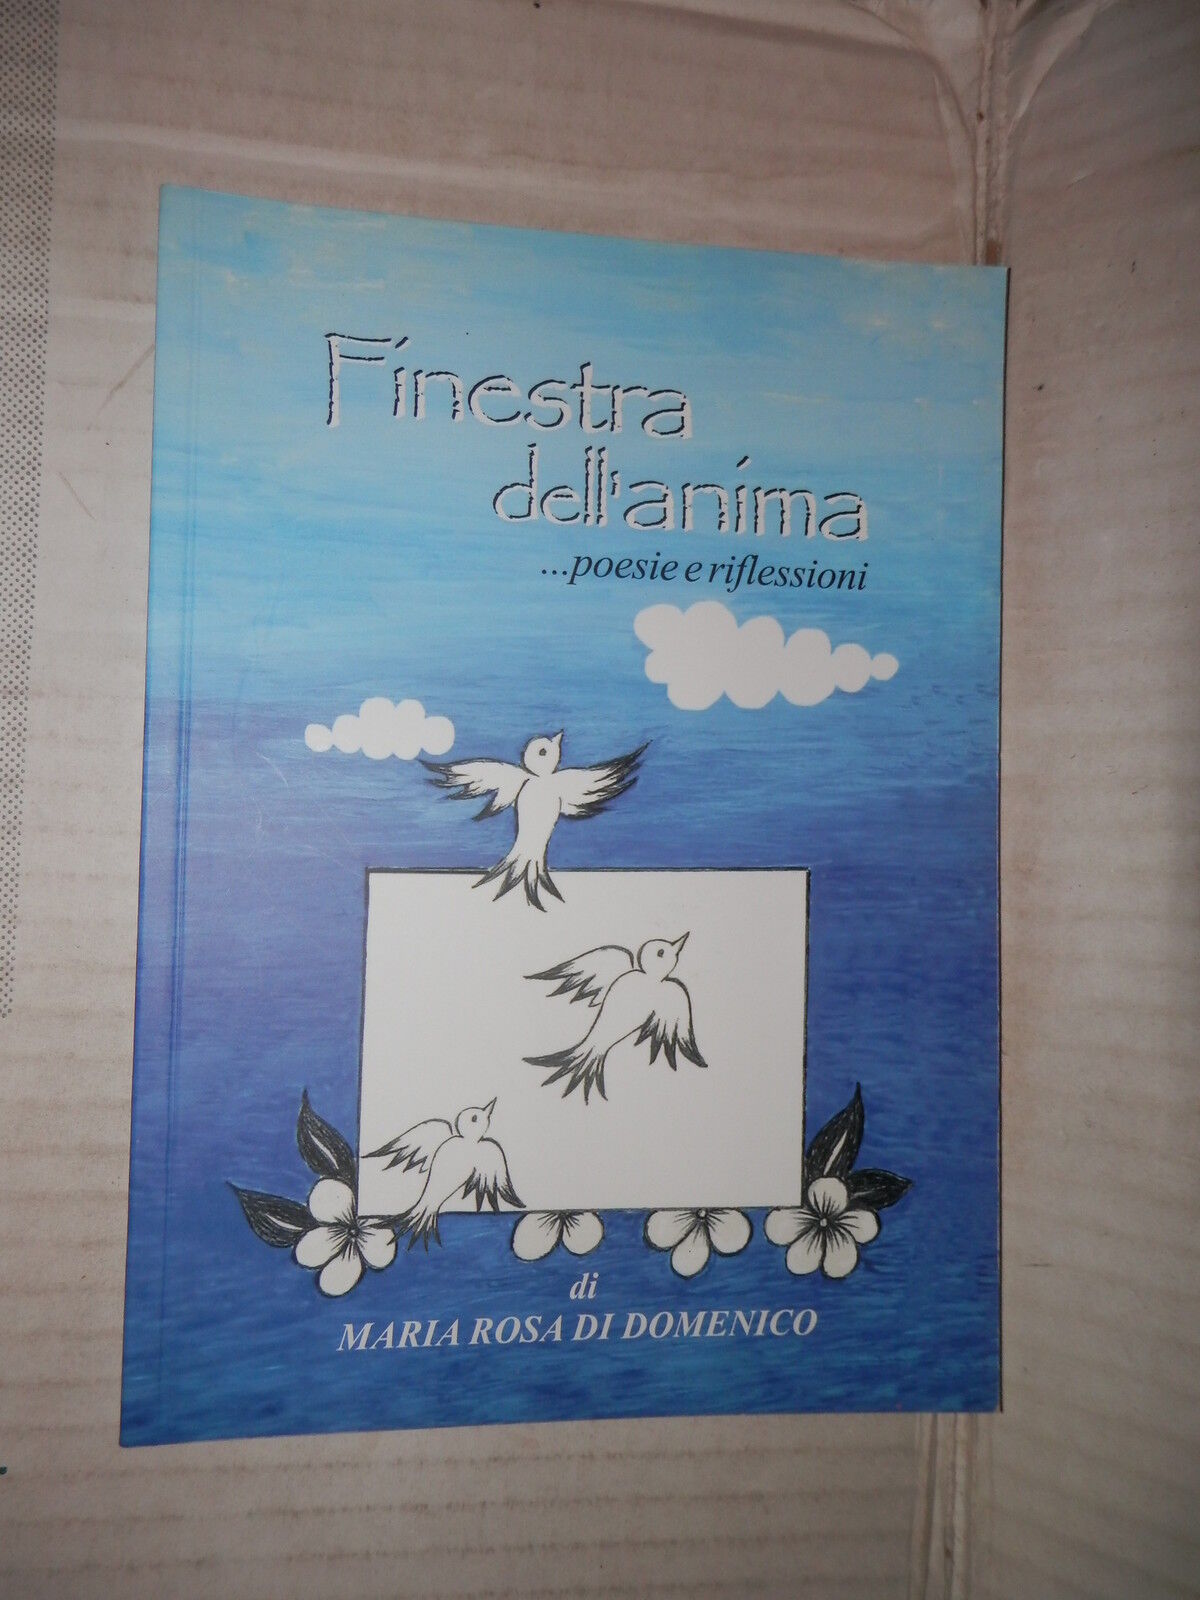 Finestra
dell'anima
...poesie e riflessioni
di
MARIA ROSA DI DOMENICO